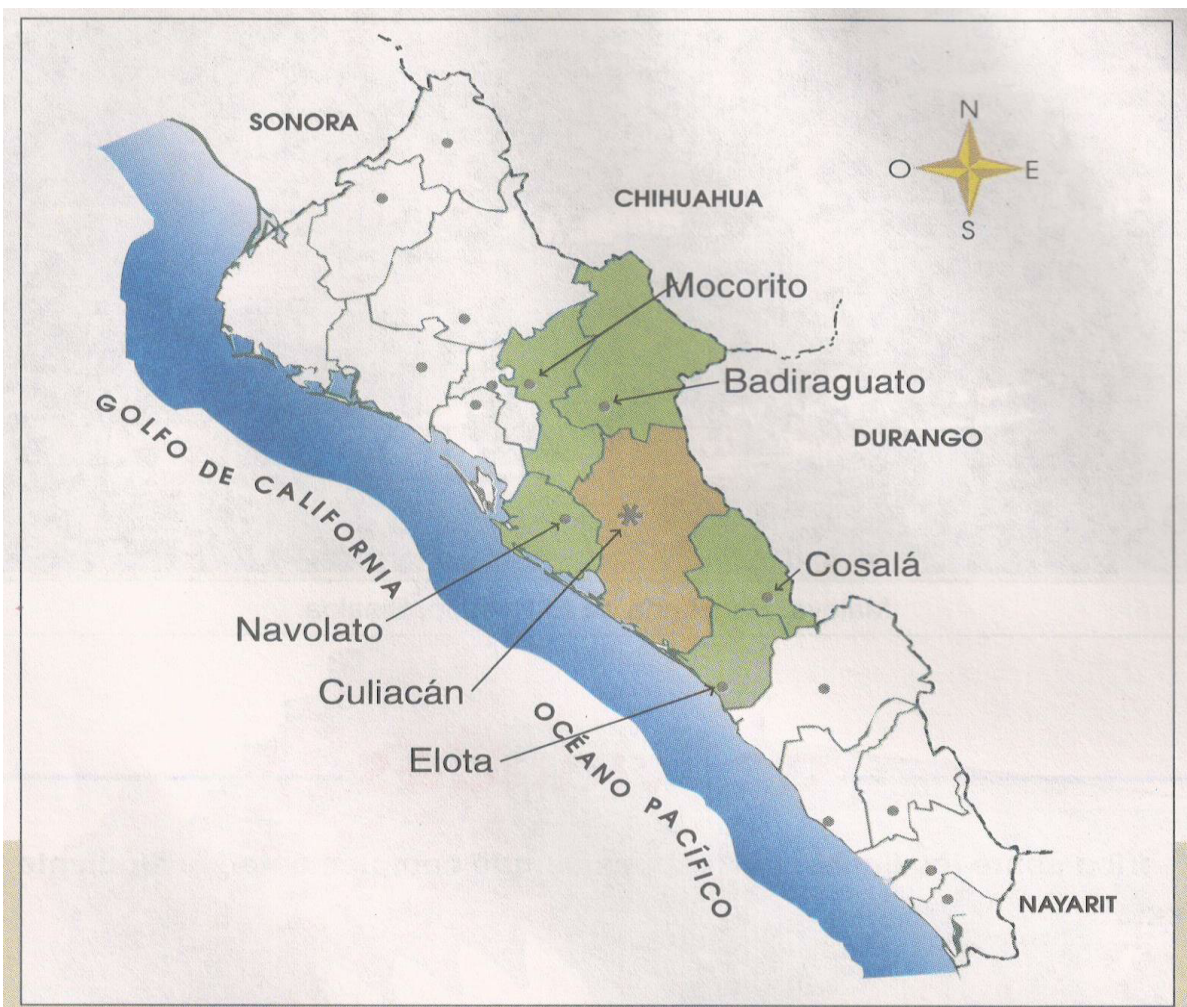 N
SONORA
O
E
CHIHUAHUA
S
Mocorito
Badiraguato
GOLFO DE CALIFORNIA
DURANGO
Cosalá
Navolato
Culiacán
OCÉANO PACÍFICO
Elota
NAYARIT